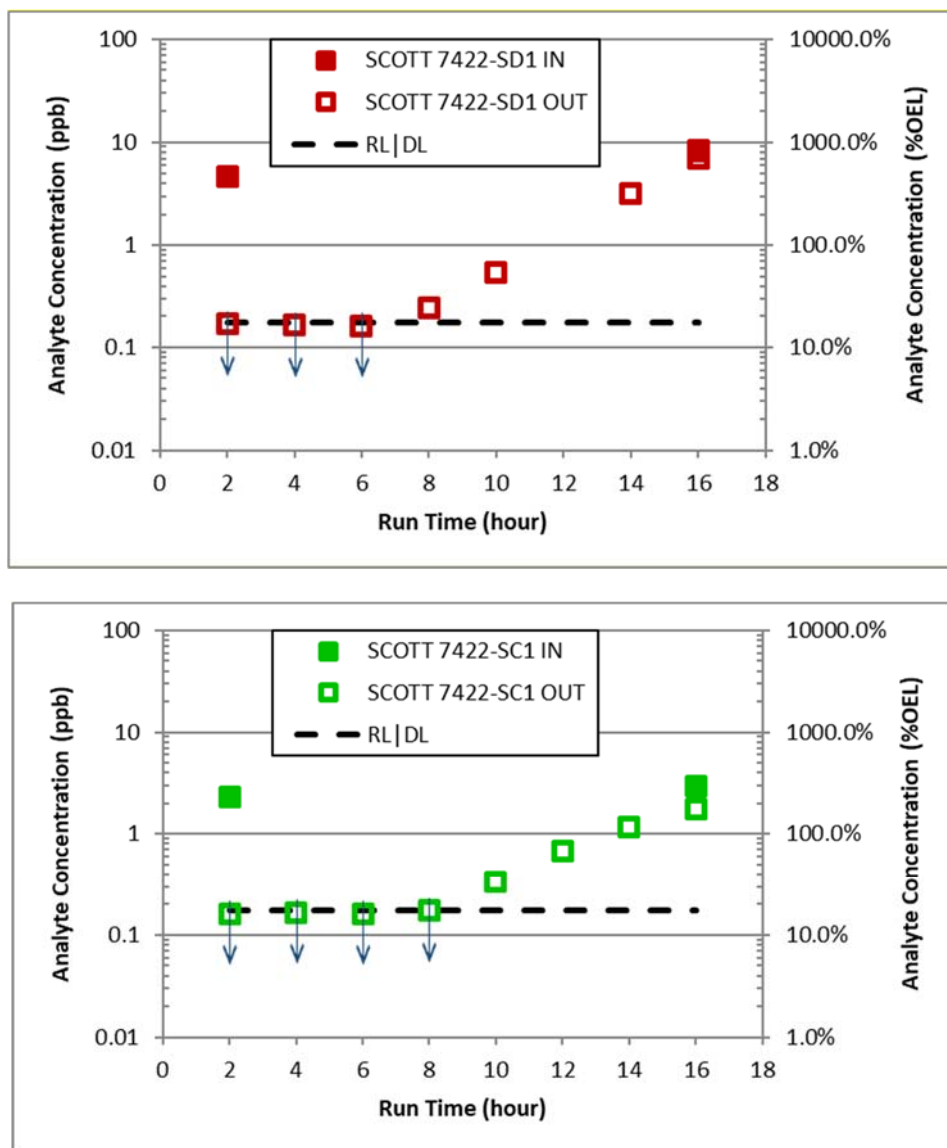 100
10
1
0.1
0.01
Analyte Concentration (ppb)
SCOTT 7422-SD1 IN
SCOTT 7422-SD1 OUT
RL|DL
10000.0%
1000.0%
100.0%
10.0%
1.0%
Analyte Concentration (%OEL)
0 2 4 6 8 10 12 14 16 18
Run Time (hour)
100
10
1
0.1
0.01
Analyte Concentration (ppb)
SCOTT 7422-SC1 IN
SCOTT 7422-SC1 OUT
RL|DL
10000.0%
1000.0%
100.0%
10.0%
1.0%
Analyte Concentration (%OEL)
0 2 4 6 8 10 12 14 16 18
Run Time (hour)